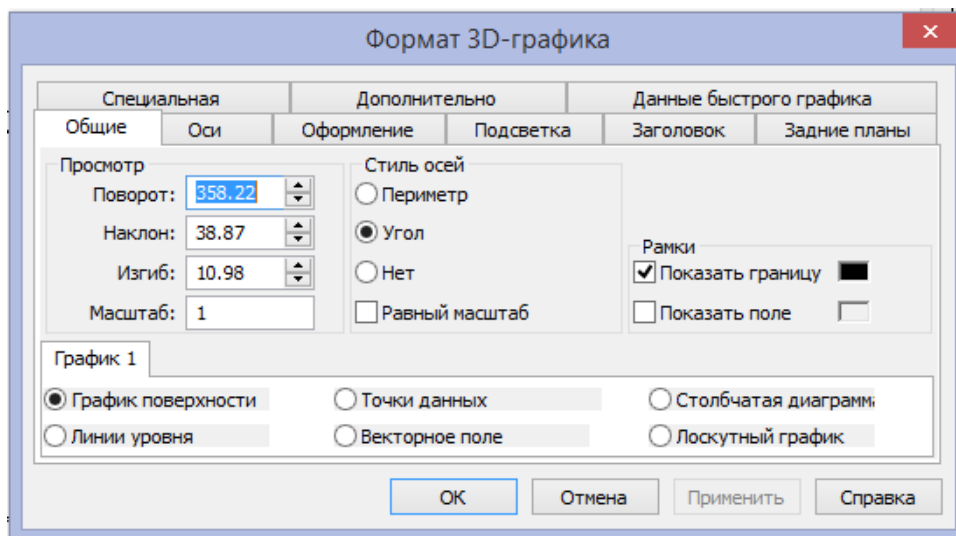 Формат 3D-графика
Специальная Дополнительно Данные быстрого графика
Общие Оси Оформление Подсветка Заголовок Задние планы
Просмотр
Поворот: 358.22
Наклон: 38.87
Изгиб: 10.98
Масштаб: 1
Стиль осей
Периметр
Угол
Нет
Равный масштаб
Рамки
Показать границу
Показать поле
График 1
График поверхности Точки данных Столбчатая диаграмм
Линии уровня Векторное поле Лоскутный график
OK Отмена Применить Справка